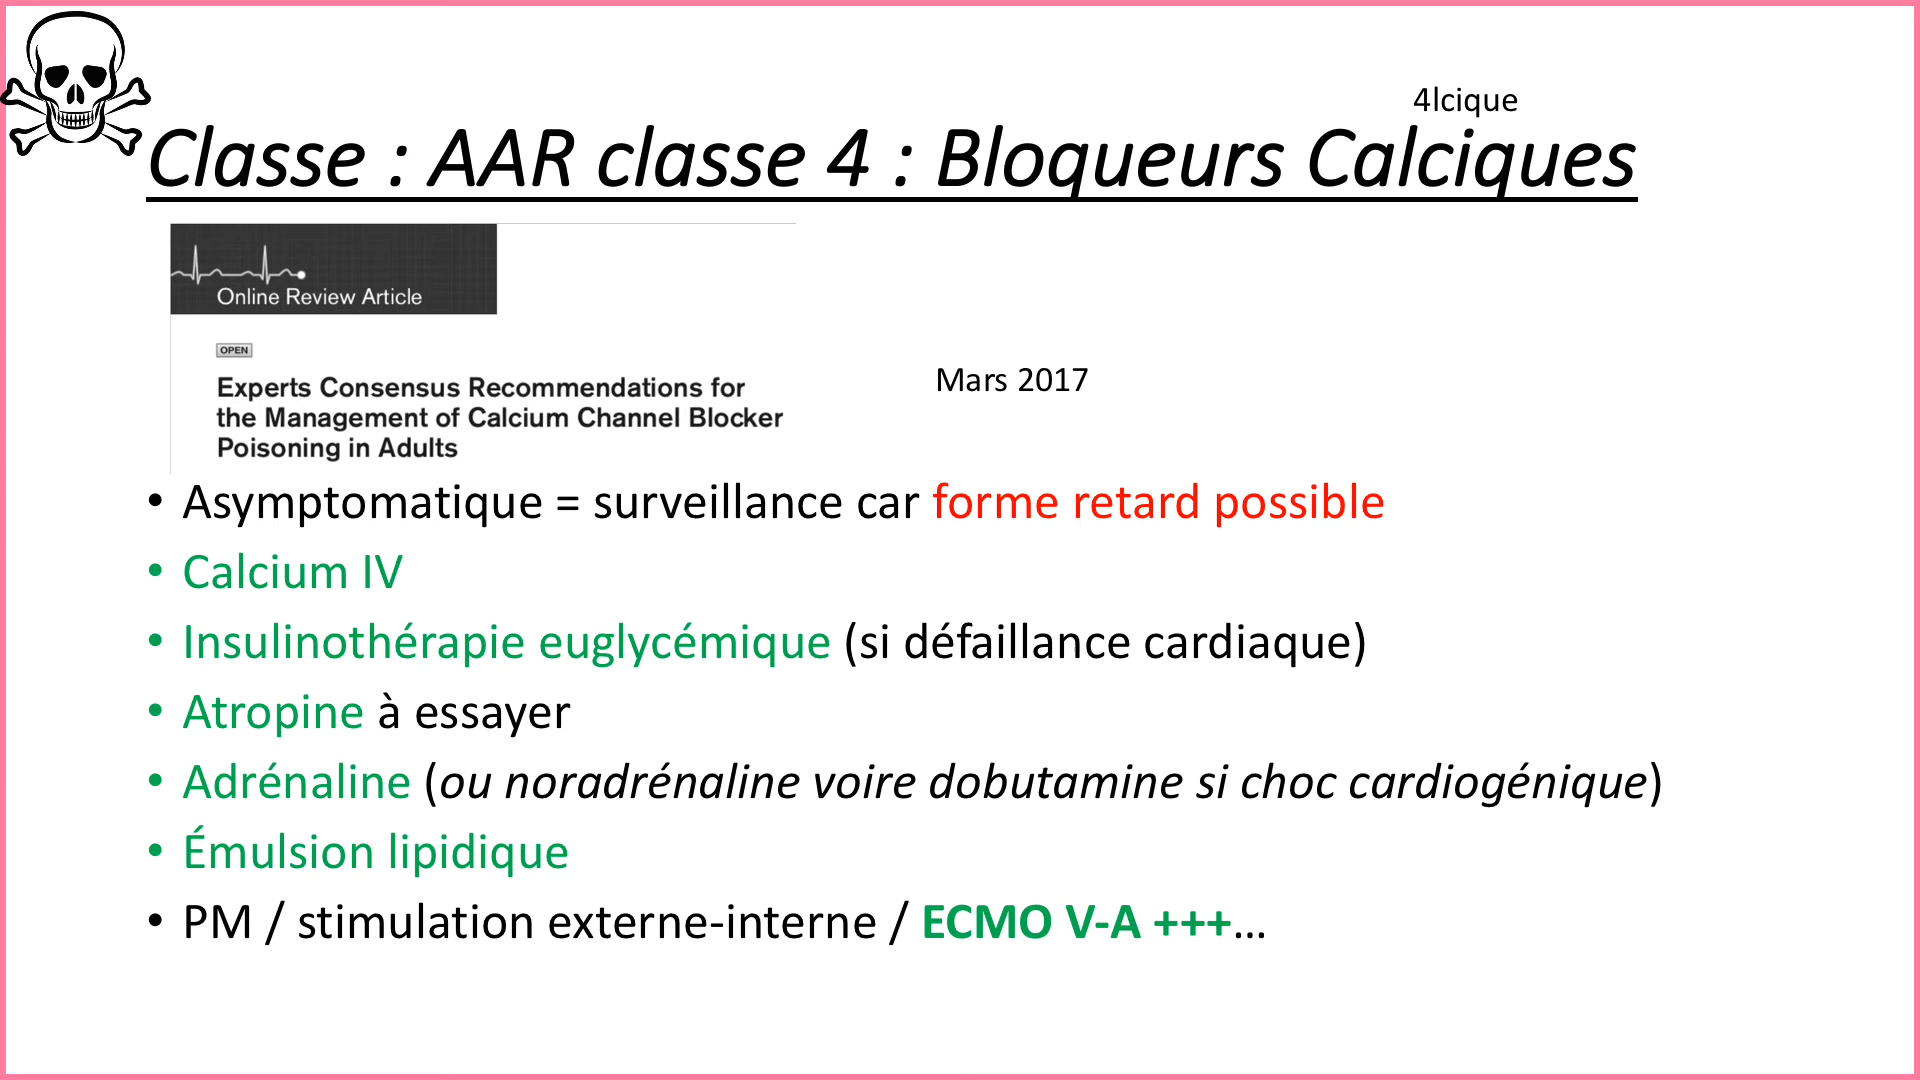 4lcique
Classe : AAR classe 4 : Bloqueurs Calciques
Online Review Article
OPEN
Experts Consensus Recommendations for
the Management of Calcium Channel Blocker
Poisoning in Adults
Mars 2017
• Asymptomatique = surveillance car forme retard possible
• Calcium IV
• Insulinothérapie euglycémique (si défaillance cardiaque)
• Atropine à essayer
• Adrénaline (ou noradrénaline voire dobutamine si choc cardiogénique)
• Émulsion lipidique
• PM / stimulation externe-interne / ECMO V-A +++...